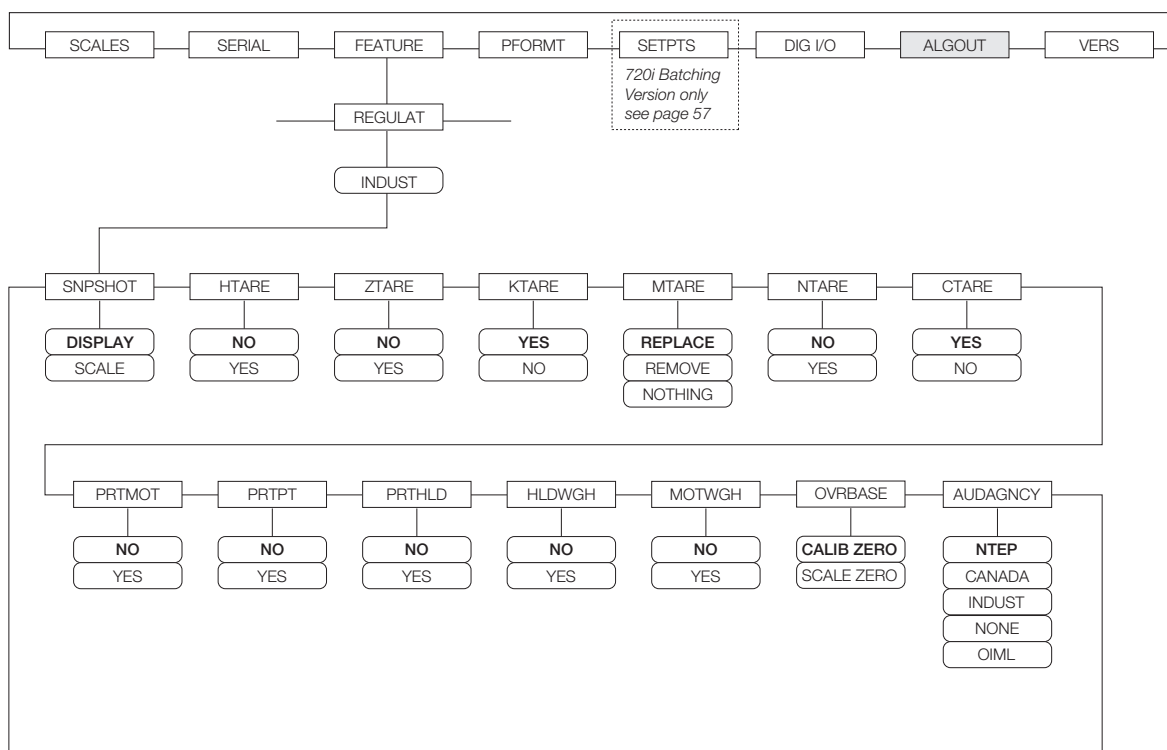 SCALES SERIAL FEATURE PFORMT SETPTS DIG I/O ALGOUT VERS
720i Batching
Version only
see page 57
REGULAT
INDUST
SNPSHOT HTARE ZTARE KTARE MTARE NTARE CTARE
DISPLAY NO NO YES REPLACE NO YES
SCALE YES YES NO REMOVE YES NO
NOTHING
PRTMOT PRTPT PRTHLD HLDWGH MOTWGH OVRBASE AUDAGNCY
NO NO NO NO NO CALIB ZERO NTEP
YES YES YES YES YES SCALE ZERO CANADA
INDUST
NONE
OIML